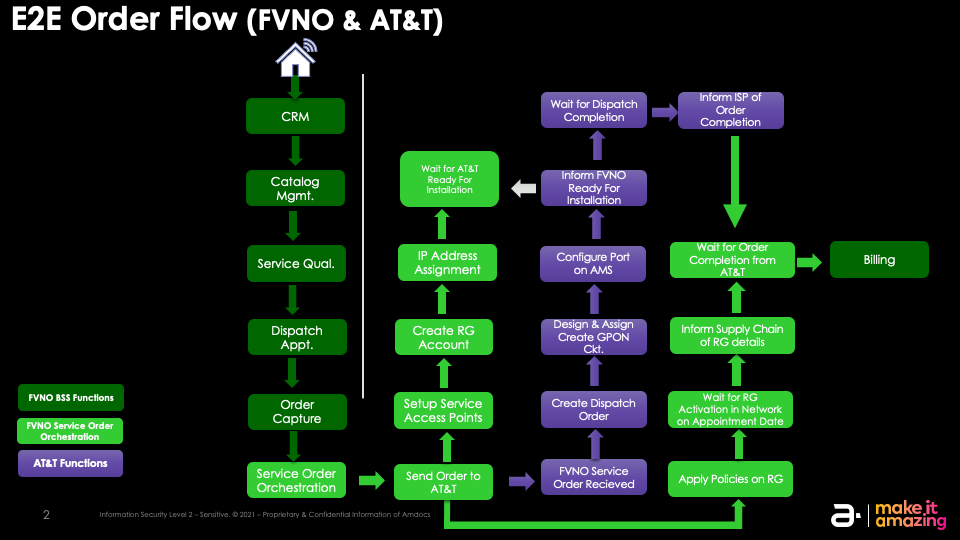 E2E Order Flow (FVNO & AT&T)
CRM
Catalog
Mgmt.
Service Qual.
Dispatch
Appt.
Order
Capture
Service Order
Orchestration
Wait for AT&T
Ready For
Installation
IP Address
Assignment
Create RG
Account
Setup Service
Access Points
Send Order to
AT&T
Wait for Dispatch
Completion
Inform FVNO
Ready For
Installation
Configure Port
on AMS
Design & Assign
Create GPON
Ckt.
Create Dispatch
Order
FVNO Service
Order Recieved
Inform ISP of
Order
Completion
Wait for Order
Completion from
AT&T
Inform Supply Chain
of RG details
Wait for RG
Activation in Network
on Appointment Date
Apply Policies on RG
Billing
FVNO BSS Functions
FVNO Service Order
Orchestration
AT&T Functions
2
Information Security Level 2 – Sensitive. © 2021 – Proprietary & Confidential Information of Amdocs
a
make it
amazing